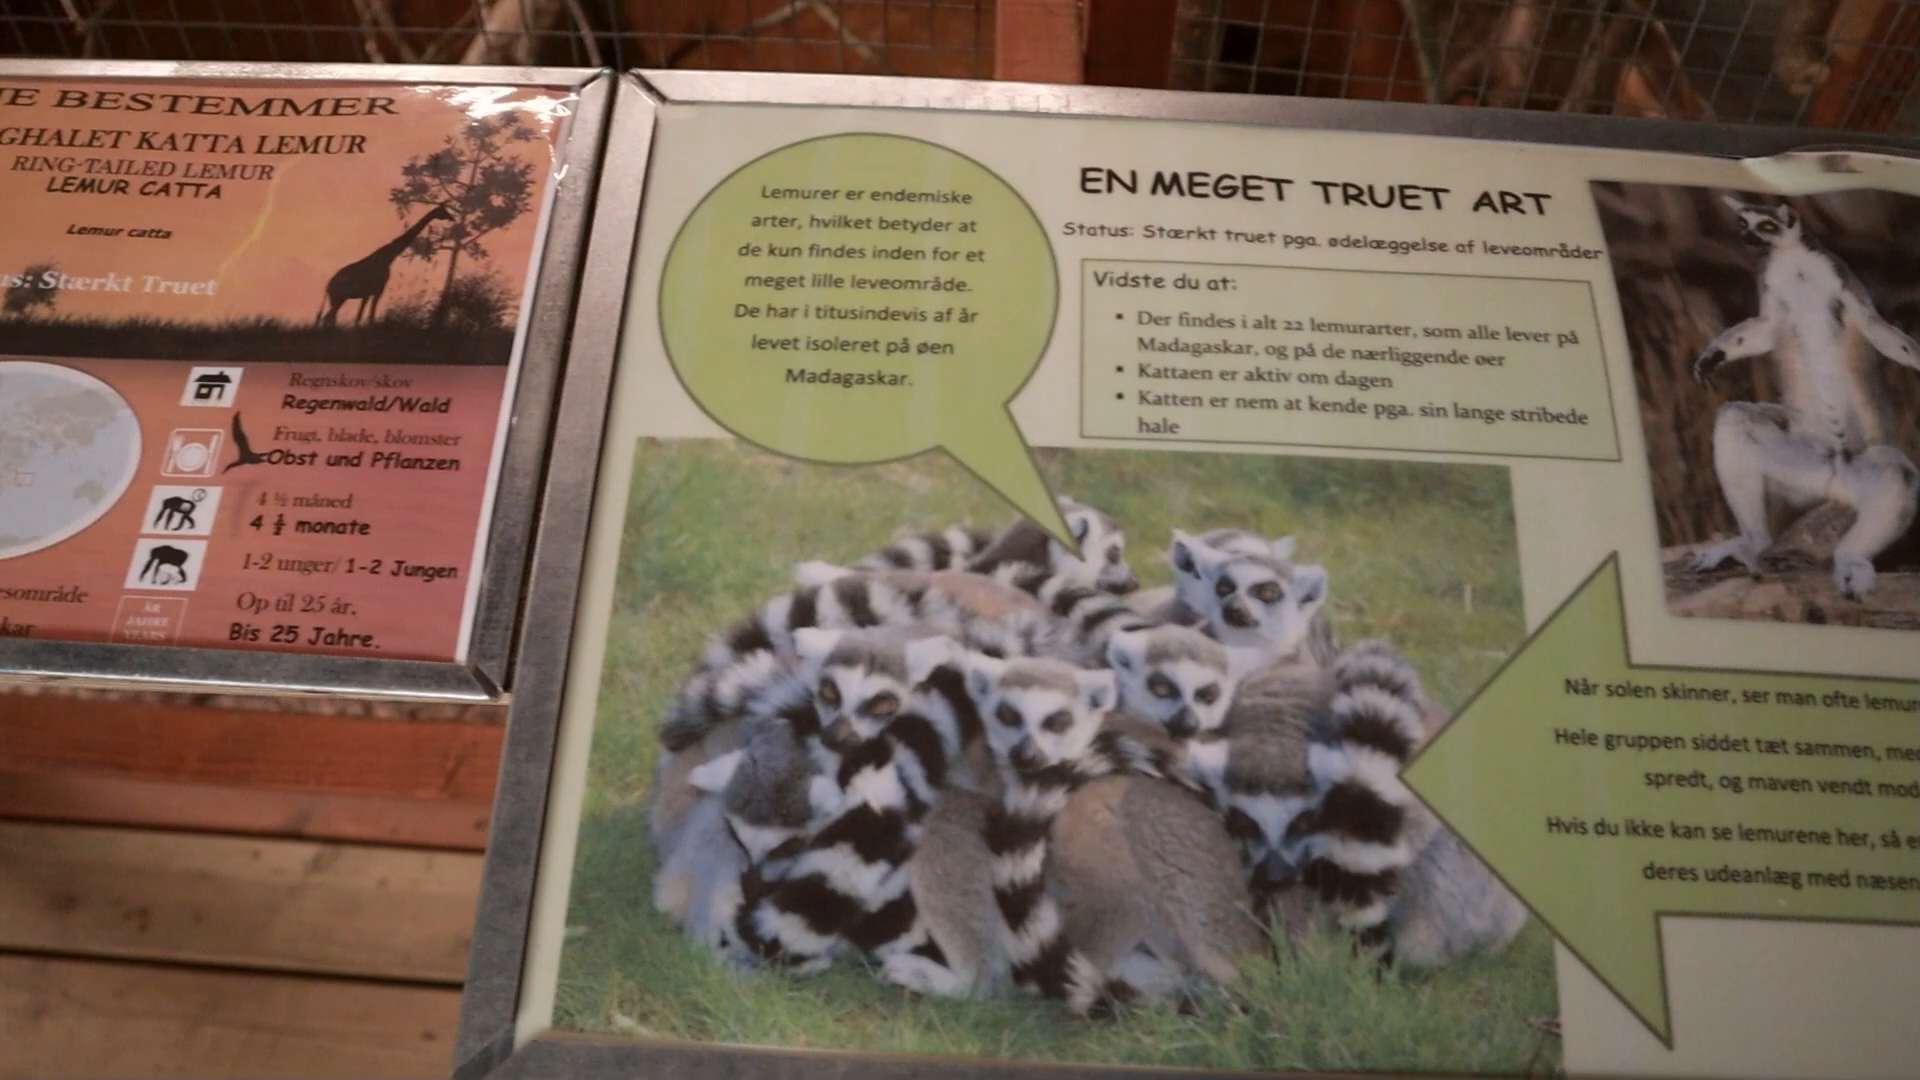 BESTEMMER
GHALET KATTA LEMUR
RING-TAILED LEMUR
LEMUR CATTA
Lemur catta
Stærkt Truet
Regnskov/skov
Regenwald/Wald
Frugt, blade, blomster
Obst und Pflanzen
4 ½ måned
4 ½ monate
1-2 unger/ 1-2 Jungen
Op til 25 år.
Bis 25 Jahre.
ÅR
JAHRE
YEARS
Lemurer er endemiske
arter, hvilket betyder at
de kun findes inden for et
meget lille leveområde.
De har i titusindevis af år
levet isoleret på øen
Madagaskar.
EN MEGET TRUET ART
Status: Stærkt truet pga. ødelæggelse af leveområder
Vidste du at:
▪ Der findes i alt 22 lemurarter, som alle lever på
Madagaskar, og på de nærliggende øer
▪ Kattaen er aktiv om dagen
▪ Katten er nem at kende pga. sin lange stribede
hale
Når solen skinner, ser man ofte lemur
Hele gruppen siddet tæt sammen, med
spredt, og maven vendt mod
Hvis du ikke kan se lemurene her, så
deres udeanlæg med næsen